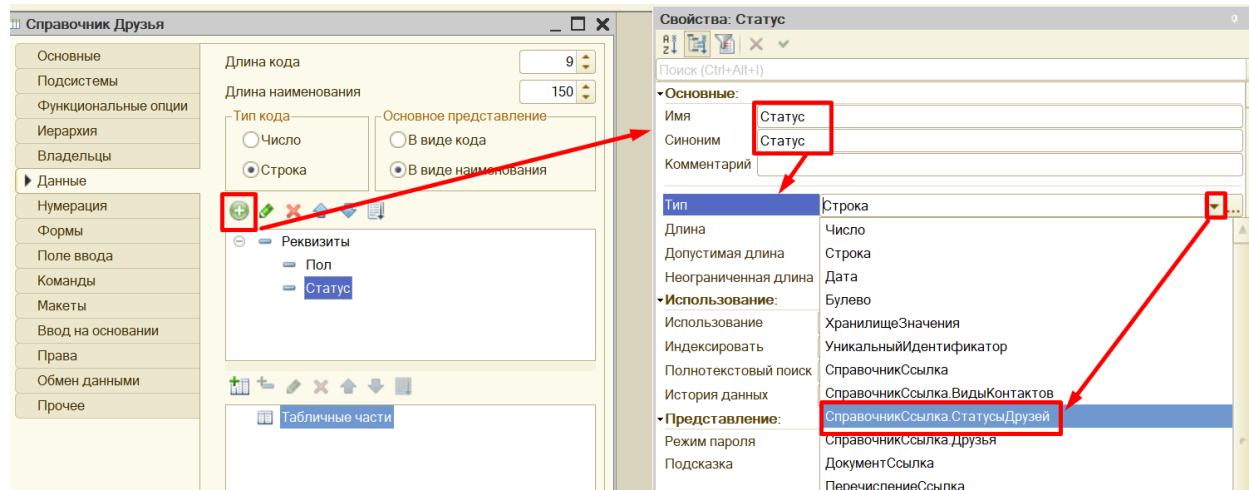 Справочник Друзья
Основные
Подсистемы
Функциональные опции
Иерархия
Владельцы
Данные
Нумерация
Формы
Поле ввода
Команды
Макеты
Ввод на основании
Права
Обмен данными
Прочее
Длина кода 9
Длина наименования 150
Тип кода
Число
Строка
Основное представление
В виде кода
В виде наименования
Реквизиты
Пол
Статус
Табличные части
Свойства: Статус
Поиск (Ctrl+Alt+I)
Основные:
Имя Статус
Синоним Статус
Комментарий
Тип Строка
Длина
Допустимая длина
Неограниченная длина
Использование:
Использование
Индексировать
Полнотекстовый поиск
История данных
Представление:
Режим пароля
Подсказка
Число
Строка
Дата
Булево
ХранилищеЗначения
УникальныйИдентификатор
СправочникСсылка
СправочникСсылка.ВидыКонтактов
СправочникСсылка.СтатусыДрузей
СправочникСсылка.Друзья
ДокументСсылка
ПеречислениеСсылка